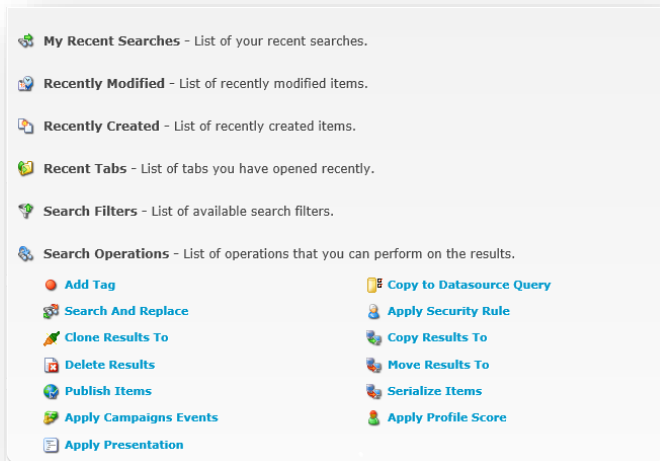 My Recent Searches - List of your recent searches.
Recently Modified - List of recently modified items.
Recently Created - List of recently created items.
Recent Tabs - List of tabs you have opened recently.
Search Filters - List of available search filters.
Search Operations - List of operations that you can perform on the results.
Add Tag
Copy to Datasource Query
Search And Replace
Apply Security Rule
Clone Results To
Copy Results To
Delete Results
Move Results To
Publish Items
Serialize Items
Apply Campaigns Events
Apply Profile Score
Apply Presentation